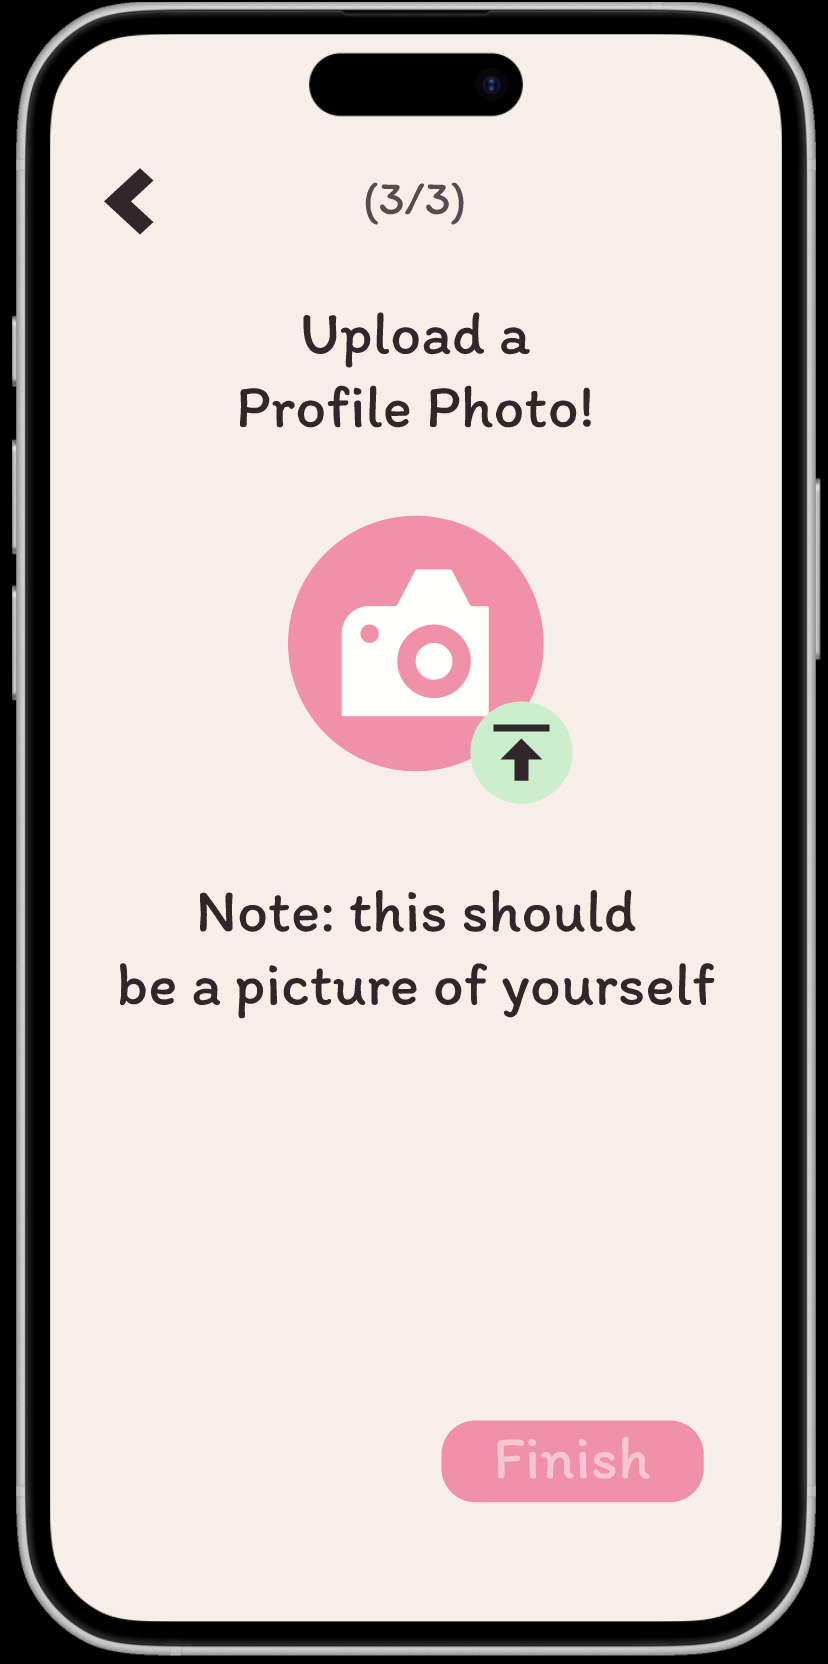 (3/3)
Upload a
Profile Photo!
Note: this should
be a picture of yourself
Finish